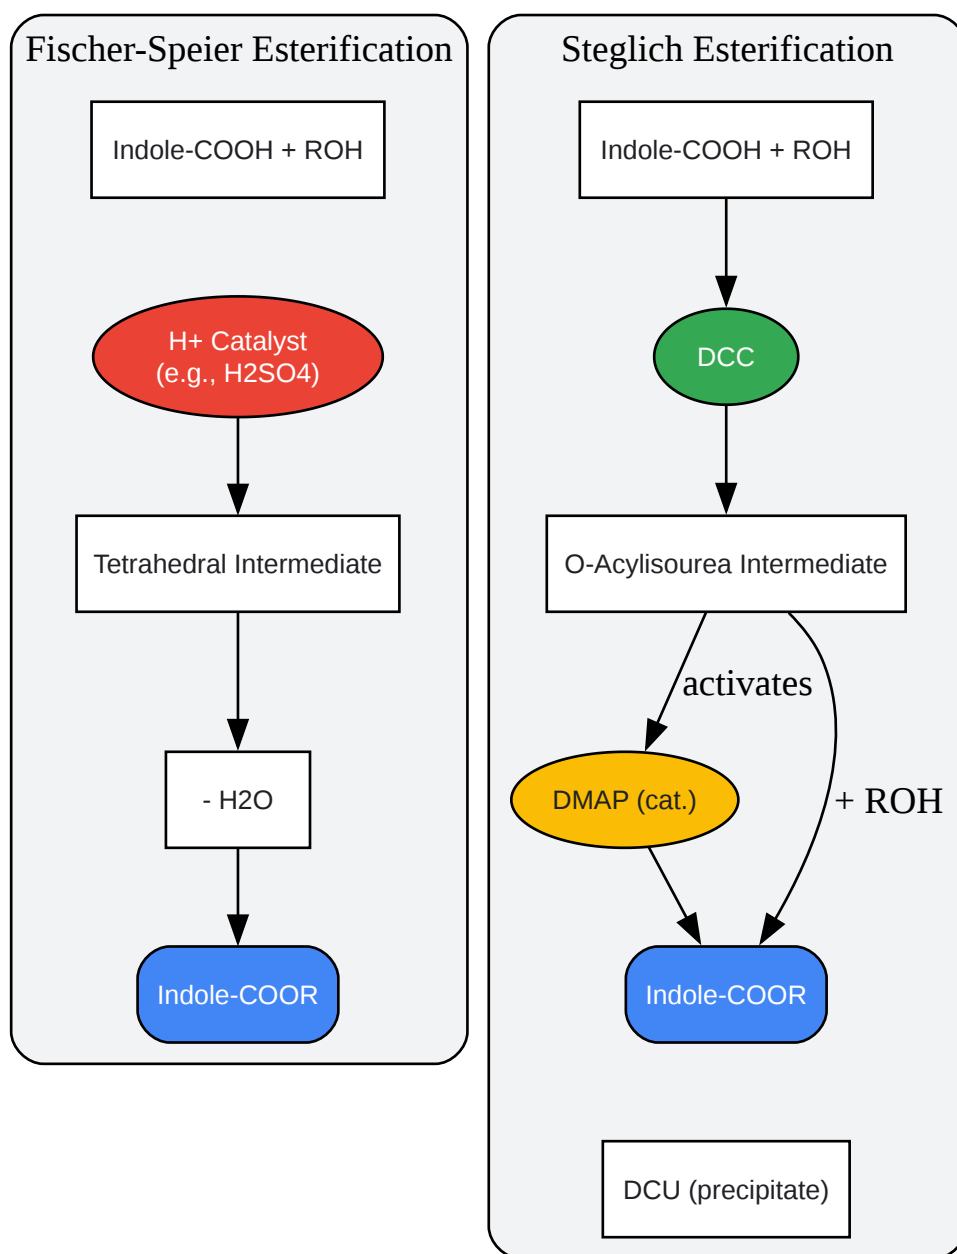 Fischer-Speier Esterification
Indole-COOH + ROH
H+ Catalyst
(e.g., H2SO4)
Tetrahedral Intermediate
- H2O
Indole-COOR
Steglich Esterification
Indole-COOH + ROH
DCC
O-Acylisourea Intermediate
activates
DMAP (cat.)
+ ROH
Indole-COOR
DCU (precipitate)